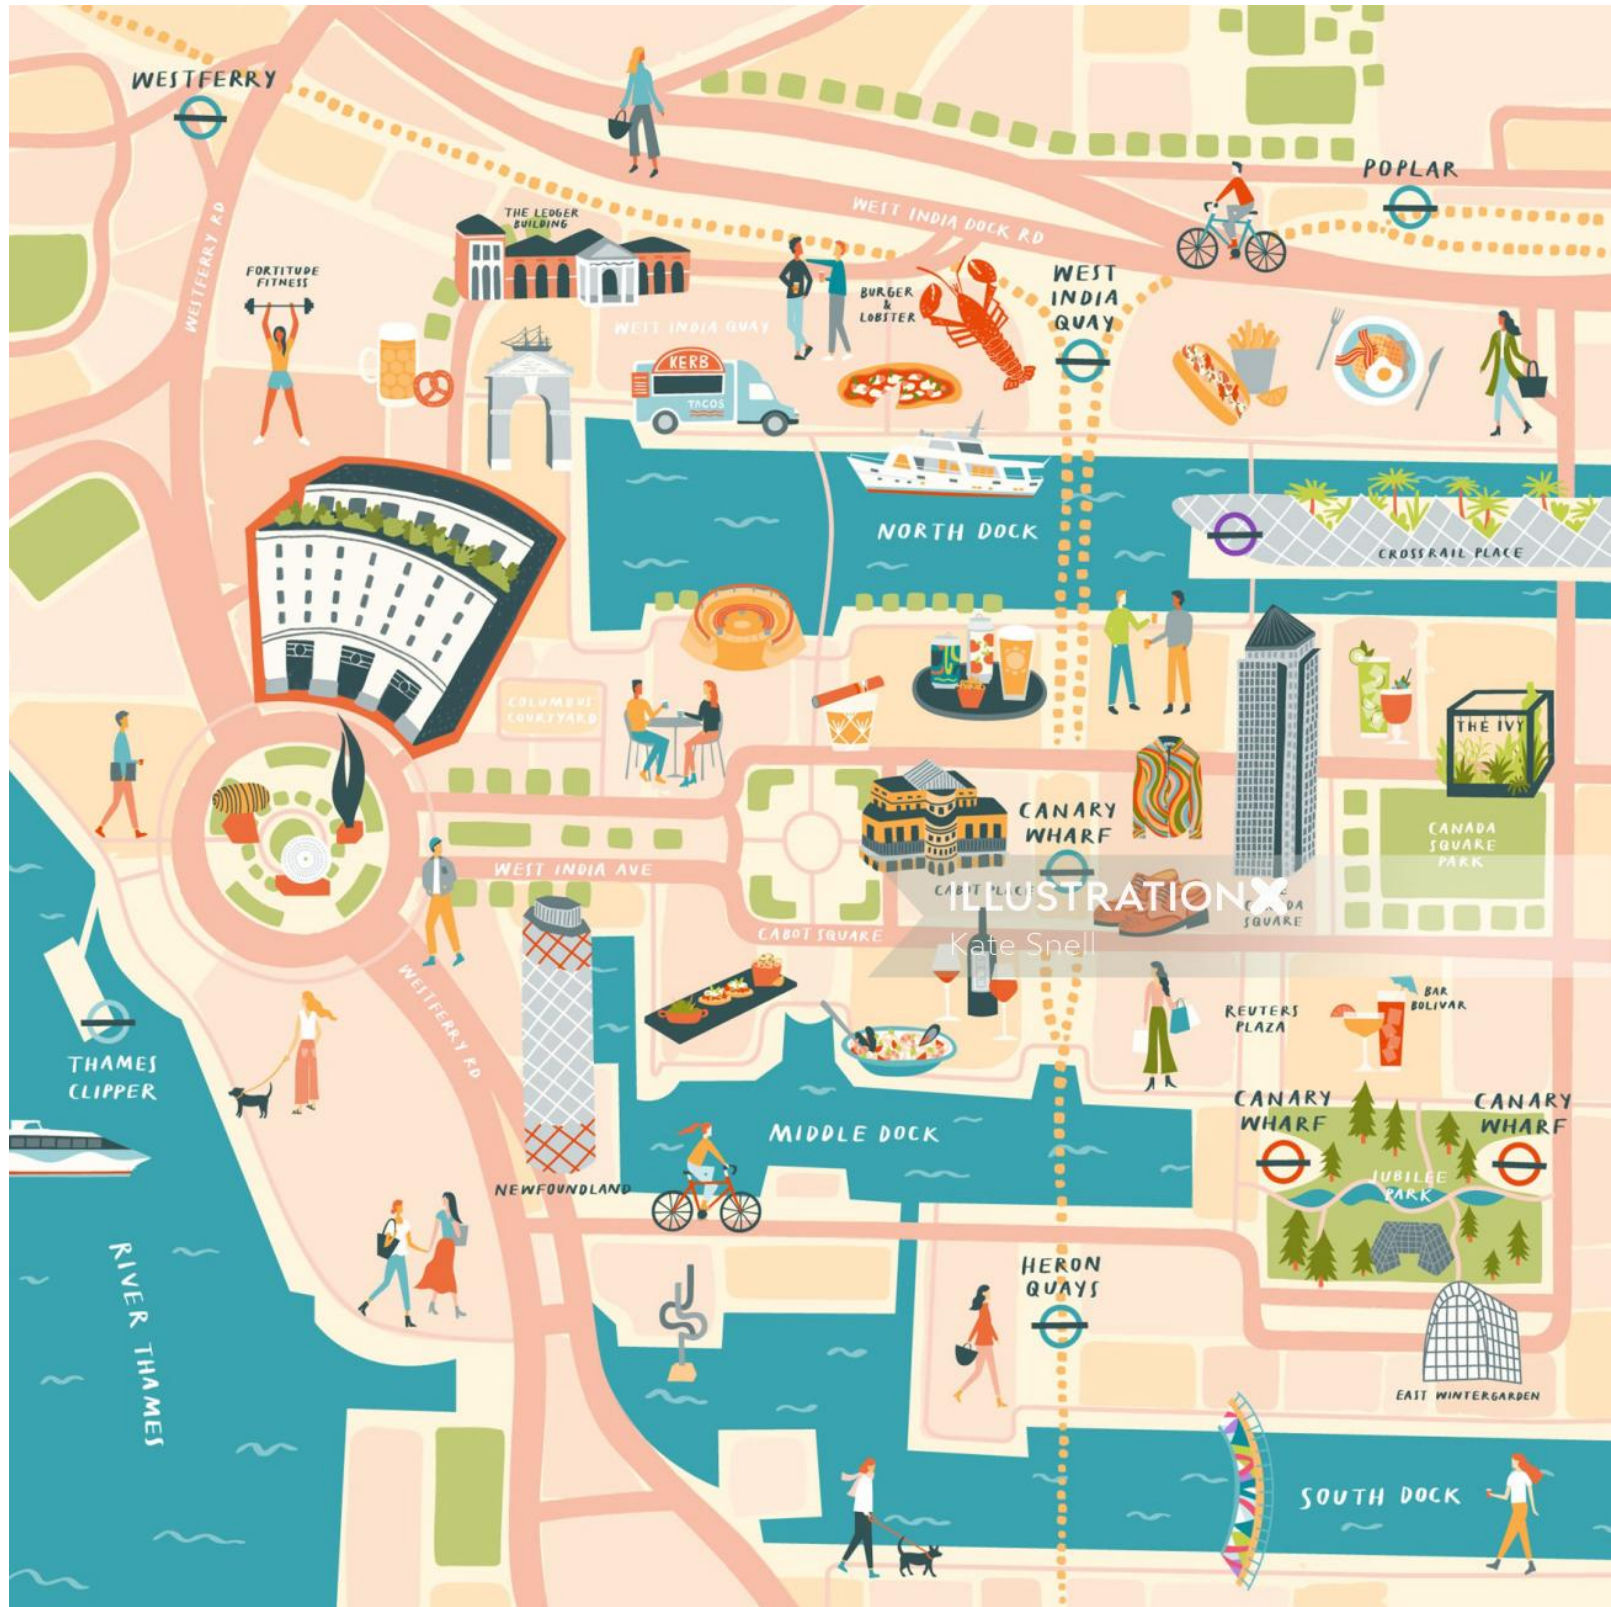 WESTFERRY
POPLAR
WESTFERRY RD
THE LEDGER
BUILDING
WEST INDIA DOCK RD
FORTITUDE
FITNESS
WEST
INDIA
QUAY
BURGER
&
LOBSTER
WEST INDIA QUAY
KERB
TACOS
NORTH DOCK
CROSSRAIL PLACE
COLUMBUS
COURTYARD
THE IVY
CANARY
WHARF
CANADA
SQUARE
PARK
WEST INDIA AVE
CABOT PLACE
ILLUSTRATIONX
SQUARE
CABOT SQUARE
Kate Snell
WESTFERRY RD
REUTERS
PLAZA
BAR
BOLIVAR
THAMES
CLIPPER
CANARY
WHARF
CANARY
WHARF
MIDDLE DOCK
JUBILEE
PARK
NEWFOUNDLAND
RIVER THAMES
HERON
QUAYS
EAST WINTERGARDEN
SOUTH DOCK